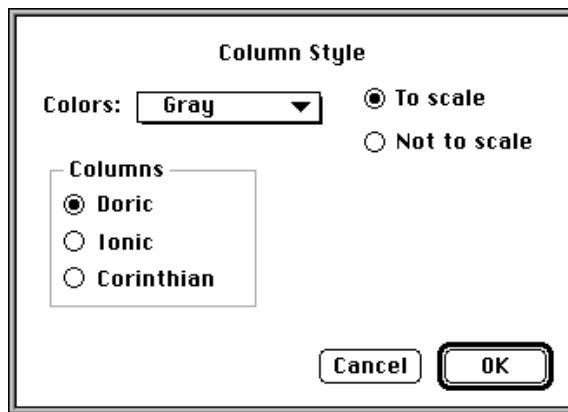 Column Style
Colors: Gray
To scale
Not to scale
Columns
Doric
Ionic
Corinthian
Cancel OK